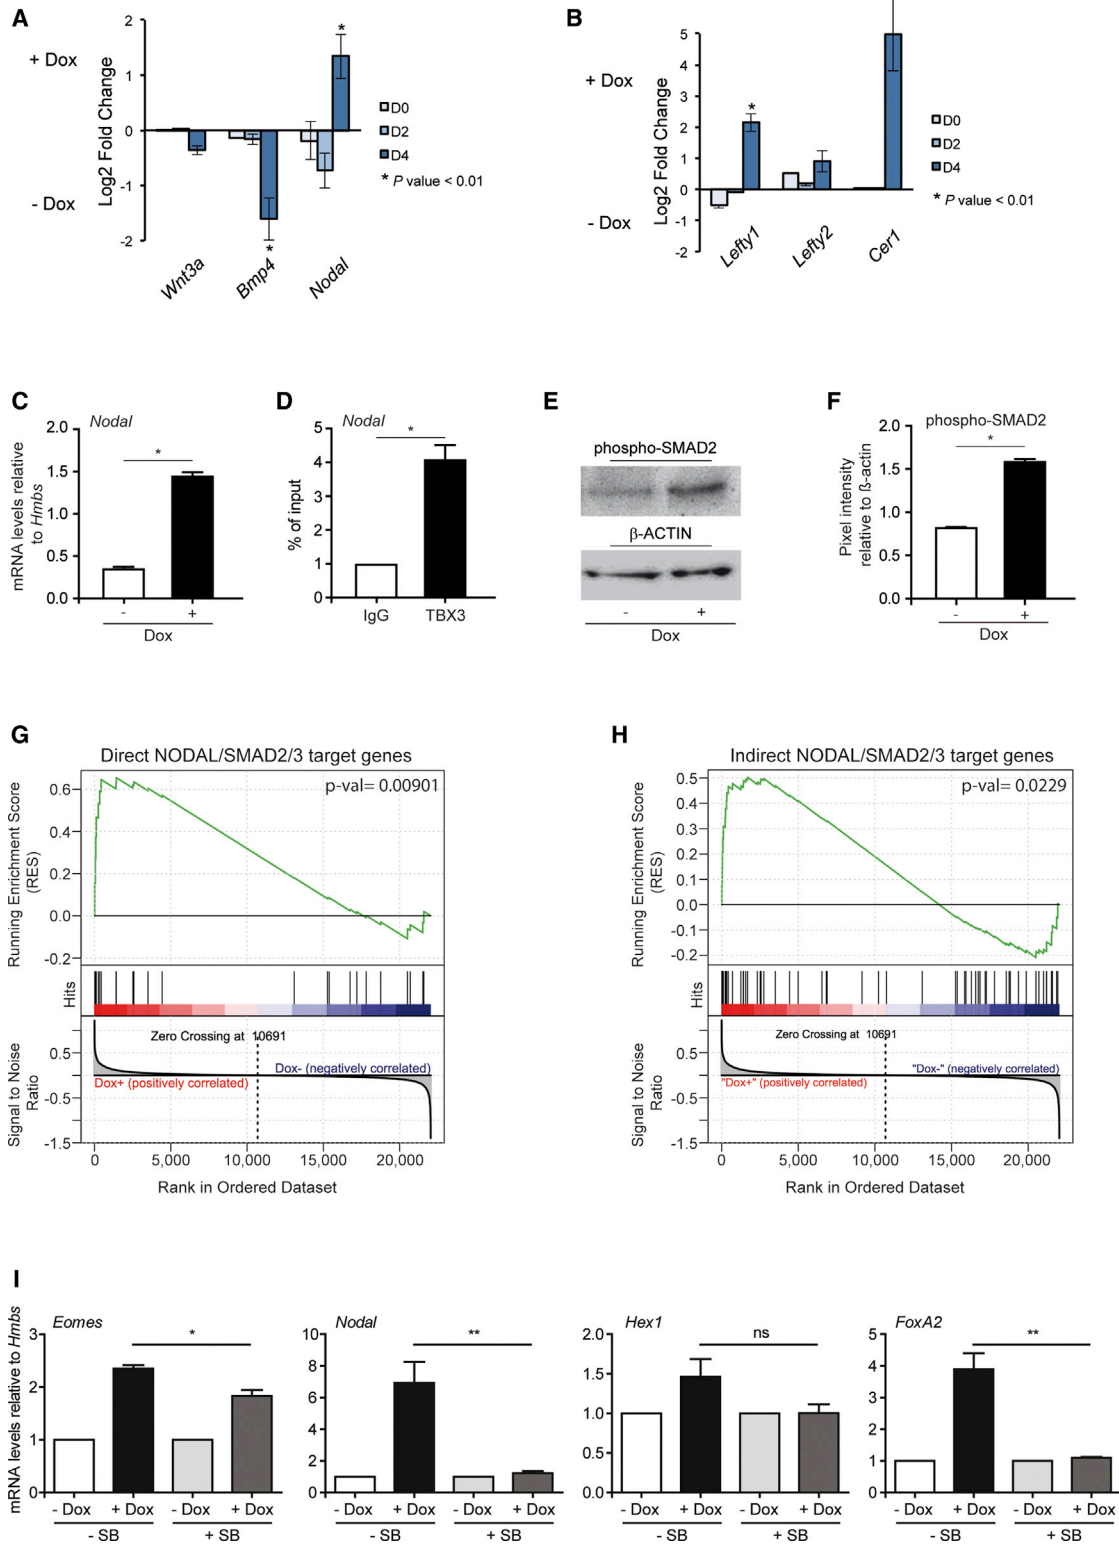 A
+ Dox
- Dox
Log2 Fold Change
2
1
0
-1
-2
*
*
D0
D2
D4
* P value < 0.01
Wnt3a
Bmp4
Nodal
B
+ Dox
- Dox
Log2 Fold Change
5
4
3
2
1
0
-1
-2
*
D0
D2
D4
* P value < 0.01
Lefty1
Lefty2
Cer1
C
Nodal
mRNA levels relative
to Hmbs
2.0
1.5
1.0
0.5
0.0
*
- +
Dox
D
Nodal
% of input
5
4
3
2
1
0
*
IgG TBX3
E
phospho-SMAD2
β-ACTIN
- +
Dox
F
phospho-SMAD2
Pixel intensity
relative to ß-actin
2.0
1.5
1.0
0.5
0.0
*
- +
Dox
G
Direct NODAL/SMAD2/3 target genes
p-val= 0.00901
Running Enrichment Score
(RES)
0.6
0.4
0.2
0.0
-0.2
Hits
Zero Crossing at 10691
Dox- (negatively correlated)
Dox+ (positively correlated)
Signal to Noise
Ratio
0.5
-0.5
-1.5
0 5,000 10,000 15,000 20,000
Rank in Ordered Dataset
H
Indirect NODAL/SMAD2/3 target genes
p-val= 0.0229
Running Enrichment Score
(RES)
0.5
0.4
0.3
0.2
0.1
0.0
-0.1
-0.2
Hits
Zero Crossing at 10691
"Dox-" (negatively correlated)
"Dox+" (positively correlated)
Signal to Noise
Ratio
0.5
-0.5
-1.5
0 5,000 10,000 15,000 20,000
Rank in Ordered Dataset
I
mRNA levels relative to Hmbs
Eomes
3
2
1
0
*
- Dox + Dox - Dox + Dox
- SB + SB
Nodal
10
8
6
4
2
0
**
- Dox + Dox - Dox + Dox
- SB + SB
Hex1
2.0
1.5
1.0
0.5
0.0
ns
- Dox + Dox - Dox + Dox
- SB + SB
FoxA2
5
4
3
2
1
0
**
- Dox + Dox - Dox + Dox
- SB + SB